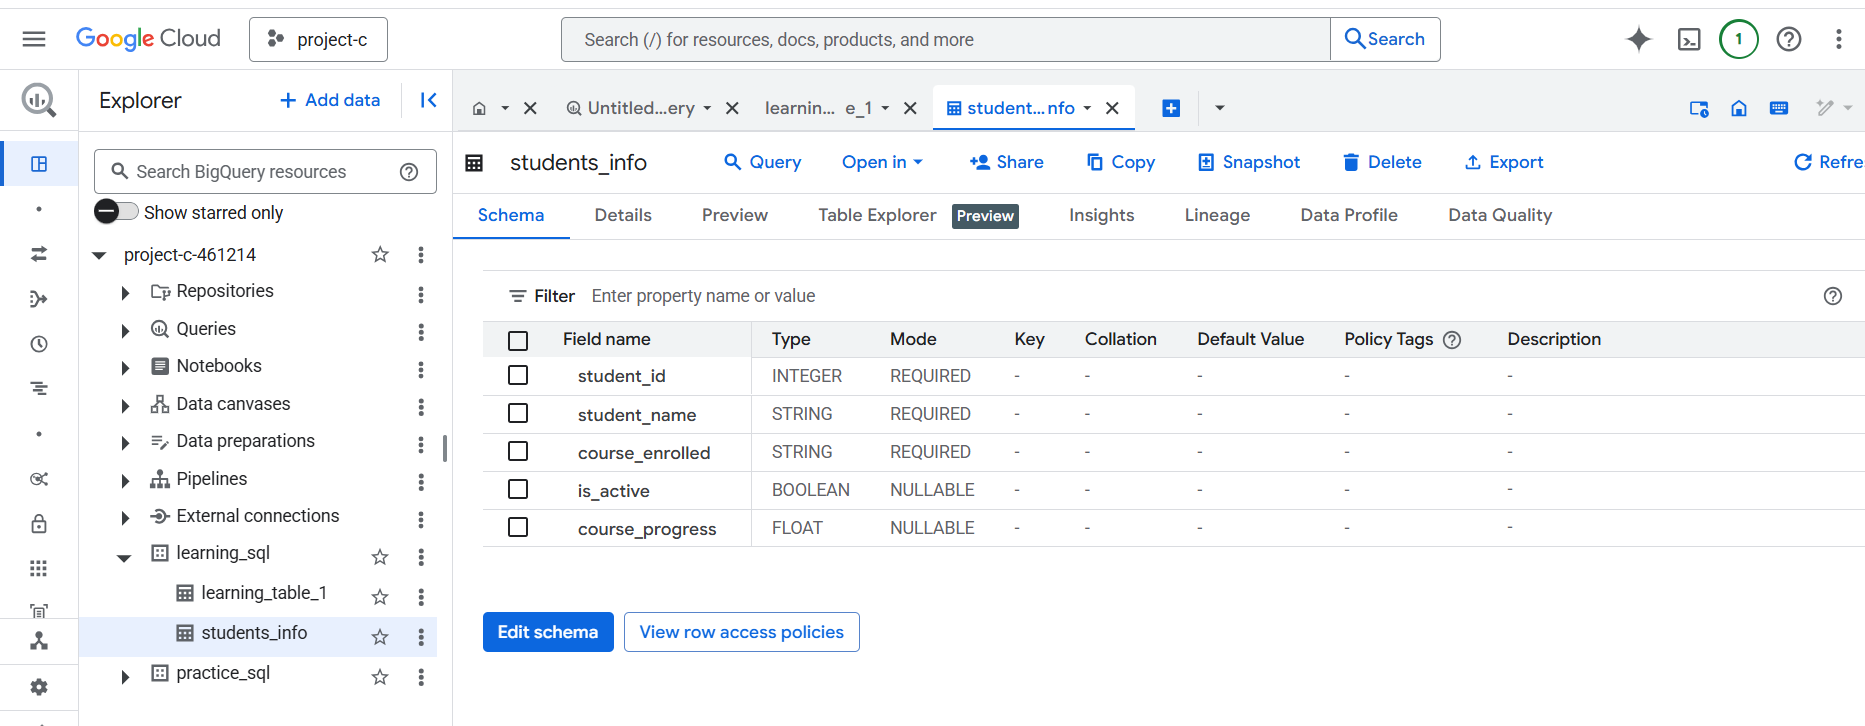 Google Cloud project-c Search (/) for resources, docs, products, and more Search 1
Explorer + Add data
Untitled...ery learnin... e_1 student...nfo
Search BigQuery resources
students_info Query Open in Share Copy Snapshot Delete Export Refre
Show starred only
Schema Details Preview Table Explorer Preview Insights Lineage Data Profile Data Quality
project-c-461214
Repositories
Queries
Notebooks
Data canvases
Data preparations
Pipelines
External connections
learning_sql
learning_table_1
students_info
practice_sql
Filter Enter property name or value
Field name Type Mode Key Collation Default Value Policy Tags Description
student_id INTEGER REQUIRED - - - - -
student_name STRING REQUIRED - - - - -
course_enrolled STRING REQUIRED - - - - -
is_active BOOLEAN NULLABLE - - - - -
course_progress FLOAT NULLABLE - - - - -
Edit schema View row access policies